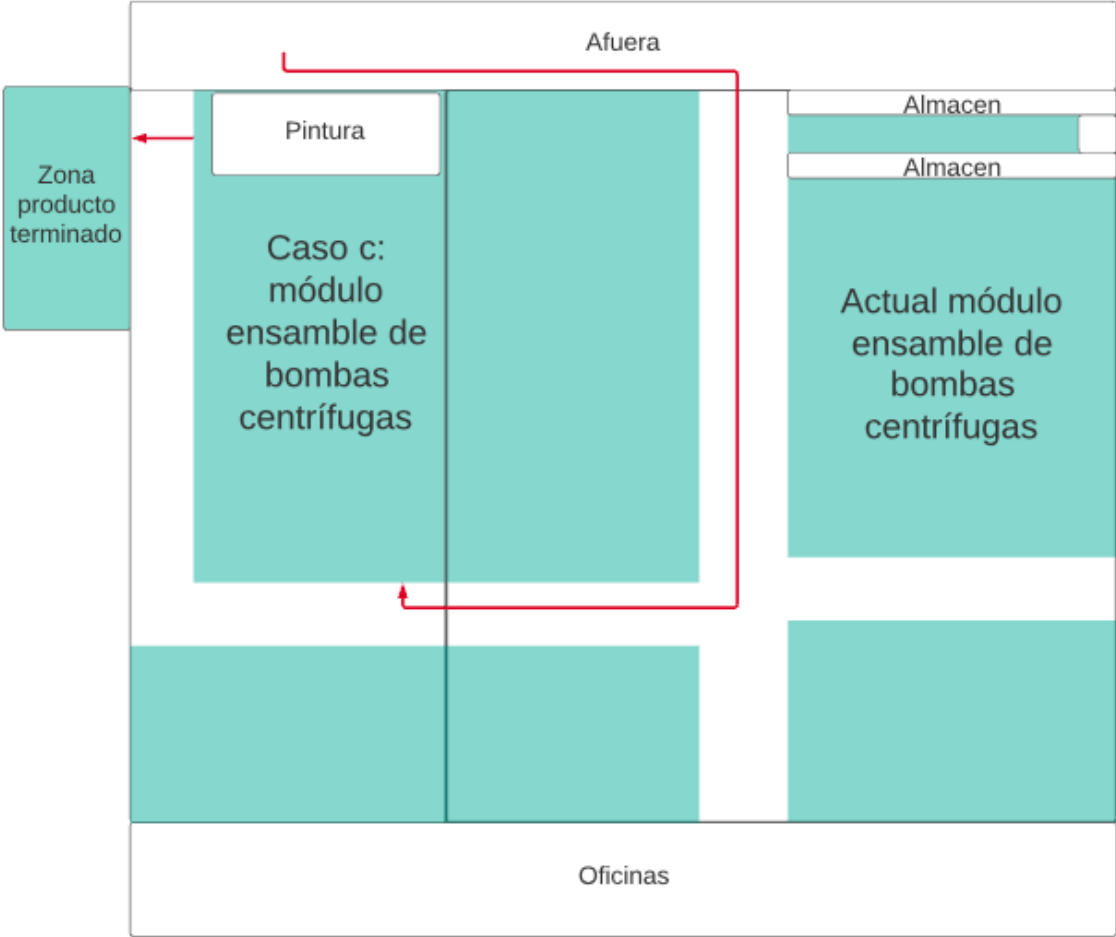 Afuera
Pintura
Almacen
Almacen
Zona
producto
terminado
Caso c:
módulo
ensamble de
bombas
centrífugas
Actual módulo
ensamble de
bombas
centrífugas
Oficinas